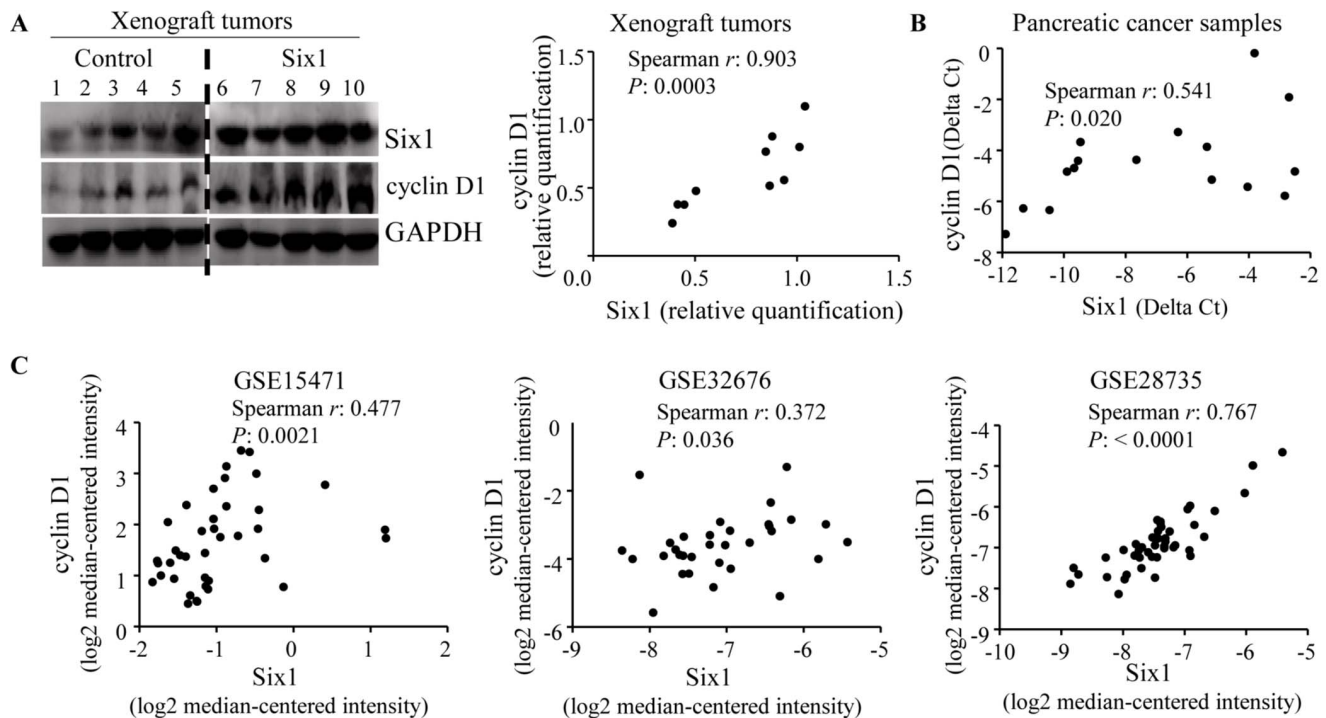 A
Xenograft tumors
Control Six1
1 2 3 4 5 6 7 8 9 10
Six1
cyclin D1
GAPDH
Xenograft tumors
Spearman r: 0.903
P: 0.0003
cyclin D1
(relative quantification)
1.5
1.0
0.5
0.0 0.5 1.0 1.5
Six1 (relative quantification)
B
Pancreatic cancer samples
Spearman r: 0.541
P: 0.020
cyclin D1(Delta Ct)
0
-2
-4
-6
-8
-12 -10 -8 -6 -4 -2
Six1 (Delta Ct)
C
GSE15471
Spearman r: 0.477
P: 0.0021
cyclin D1
(log2 median-centered intensity)
4
3
2
1
0
-2 -1 0 1 2
Six1
(log2 median-centered intensity)
GSE32676
Spearman r: 0.372
P: 0.036
cyclin D1
(log2 median-centered intensity)
0
-2
-4
-6
-9 -8 -7 -6 -5
Six1
(log2 median-centered intensity)
GSE28735
Spearman r: 0.767
P: < 0.0001
cyclin D1
(log2 median-centered intensity)
-4
-5
-6
-7
-8
-9
-10 -9 -8 -7 -6 -5
Six1
(log2 median-centered intensity)